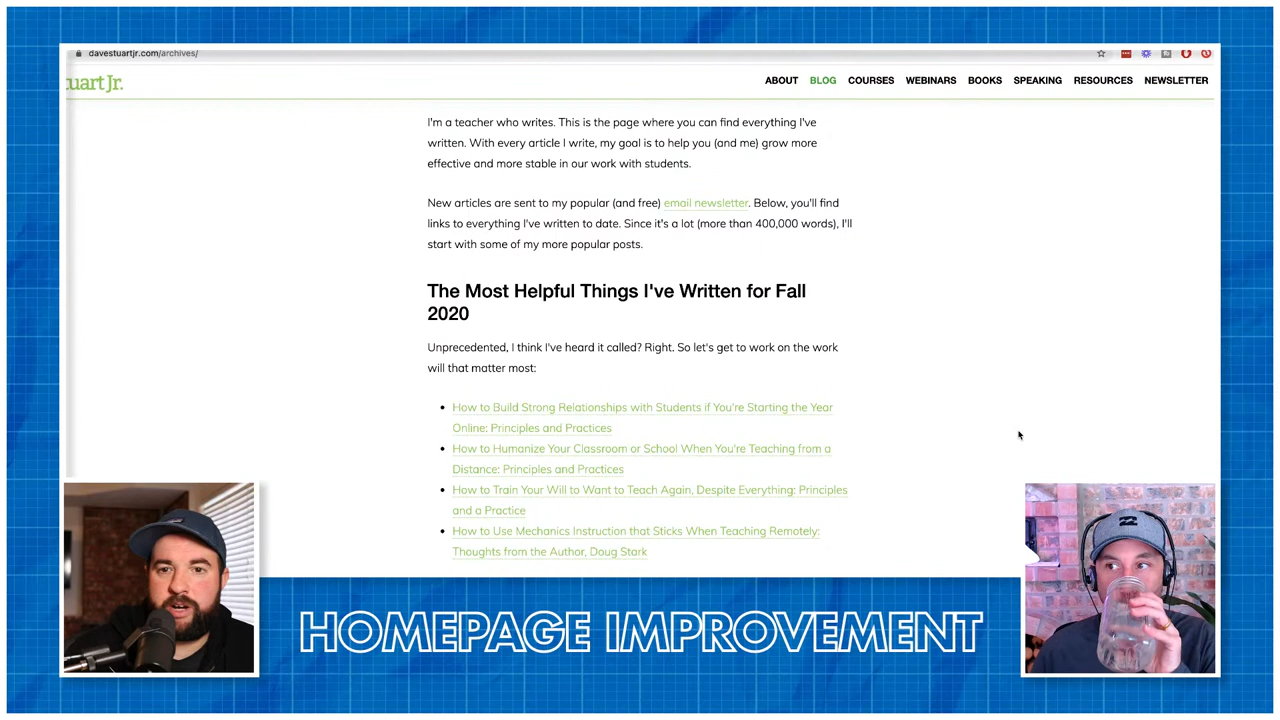 davestuartjr.com/archives/
tuart Jr.
ABOUT BLOG COURSES WEBINARS BOOKS SPEAKING RESOURCES NEWSLETTER
I'm a teacher who writes. This is the page where you can find everything I've
written. With every article I write, my goal is to help you (and me) grow more
effective and more stable in our work with students.
New articles are sent to my popular (and free) email newsletter. Below, you'll find
links to everything I've written to date. Since it's a lot (more than 400,000 words), I'll
start with some of my more popular posts.
The Most Helpful Things I've Written for Fall
2020
Unprecedented, I think I've heard it called? Right. So let's get to work on the work
will that matter most:
How to Build Strong Relationships with Students if You're Starting the Year
Online: Principles and Practices
How to Humanize Your Classroom or School When You're Teaching from a
Distance: Principles and Practices
How to Train Your Will to Want to Teach Again, Despite Everything: Principles
and a Practice
How to Use Mechanics Instruction that Sticks When Teaching Remotely:
Thoughts from the Author, Doug Stark
HOMEPAGE IMPROVEMENT